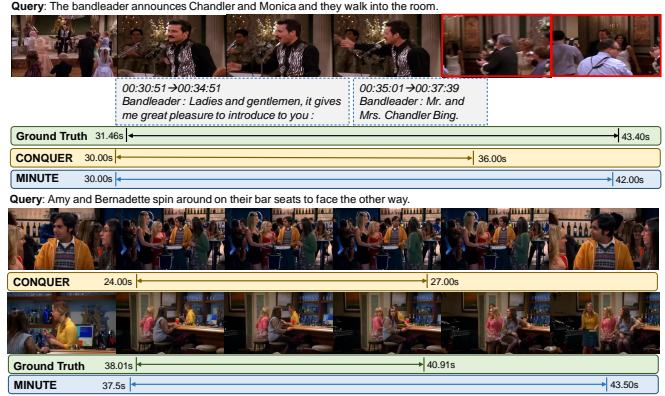 Query: The bandleader announces Chandler and Monica and they walk into the room.
00:30:51→00:34:51
Bandleader : Ladies and gentlemen, it gives
me great pleasure to introduce to you :
00:35:01→00:37:39
Bandleader : Mr. and
Mrs. Chandler Bing.
Ground Truth 31.46s 43.40s
CONQUER 30.00s 36.00s
MINUTE 30.00s 42.00s
Query: Amy and Bernadette spin around on their bar seats to face the other way.
CONQUER 24.00s 27.00s
Ground Truth 38.01s 40.91s
MINUTE 37.5s 43.50s